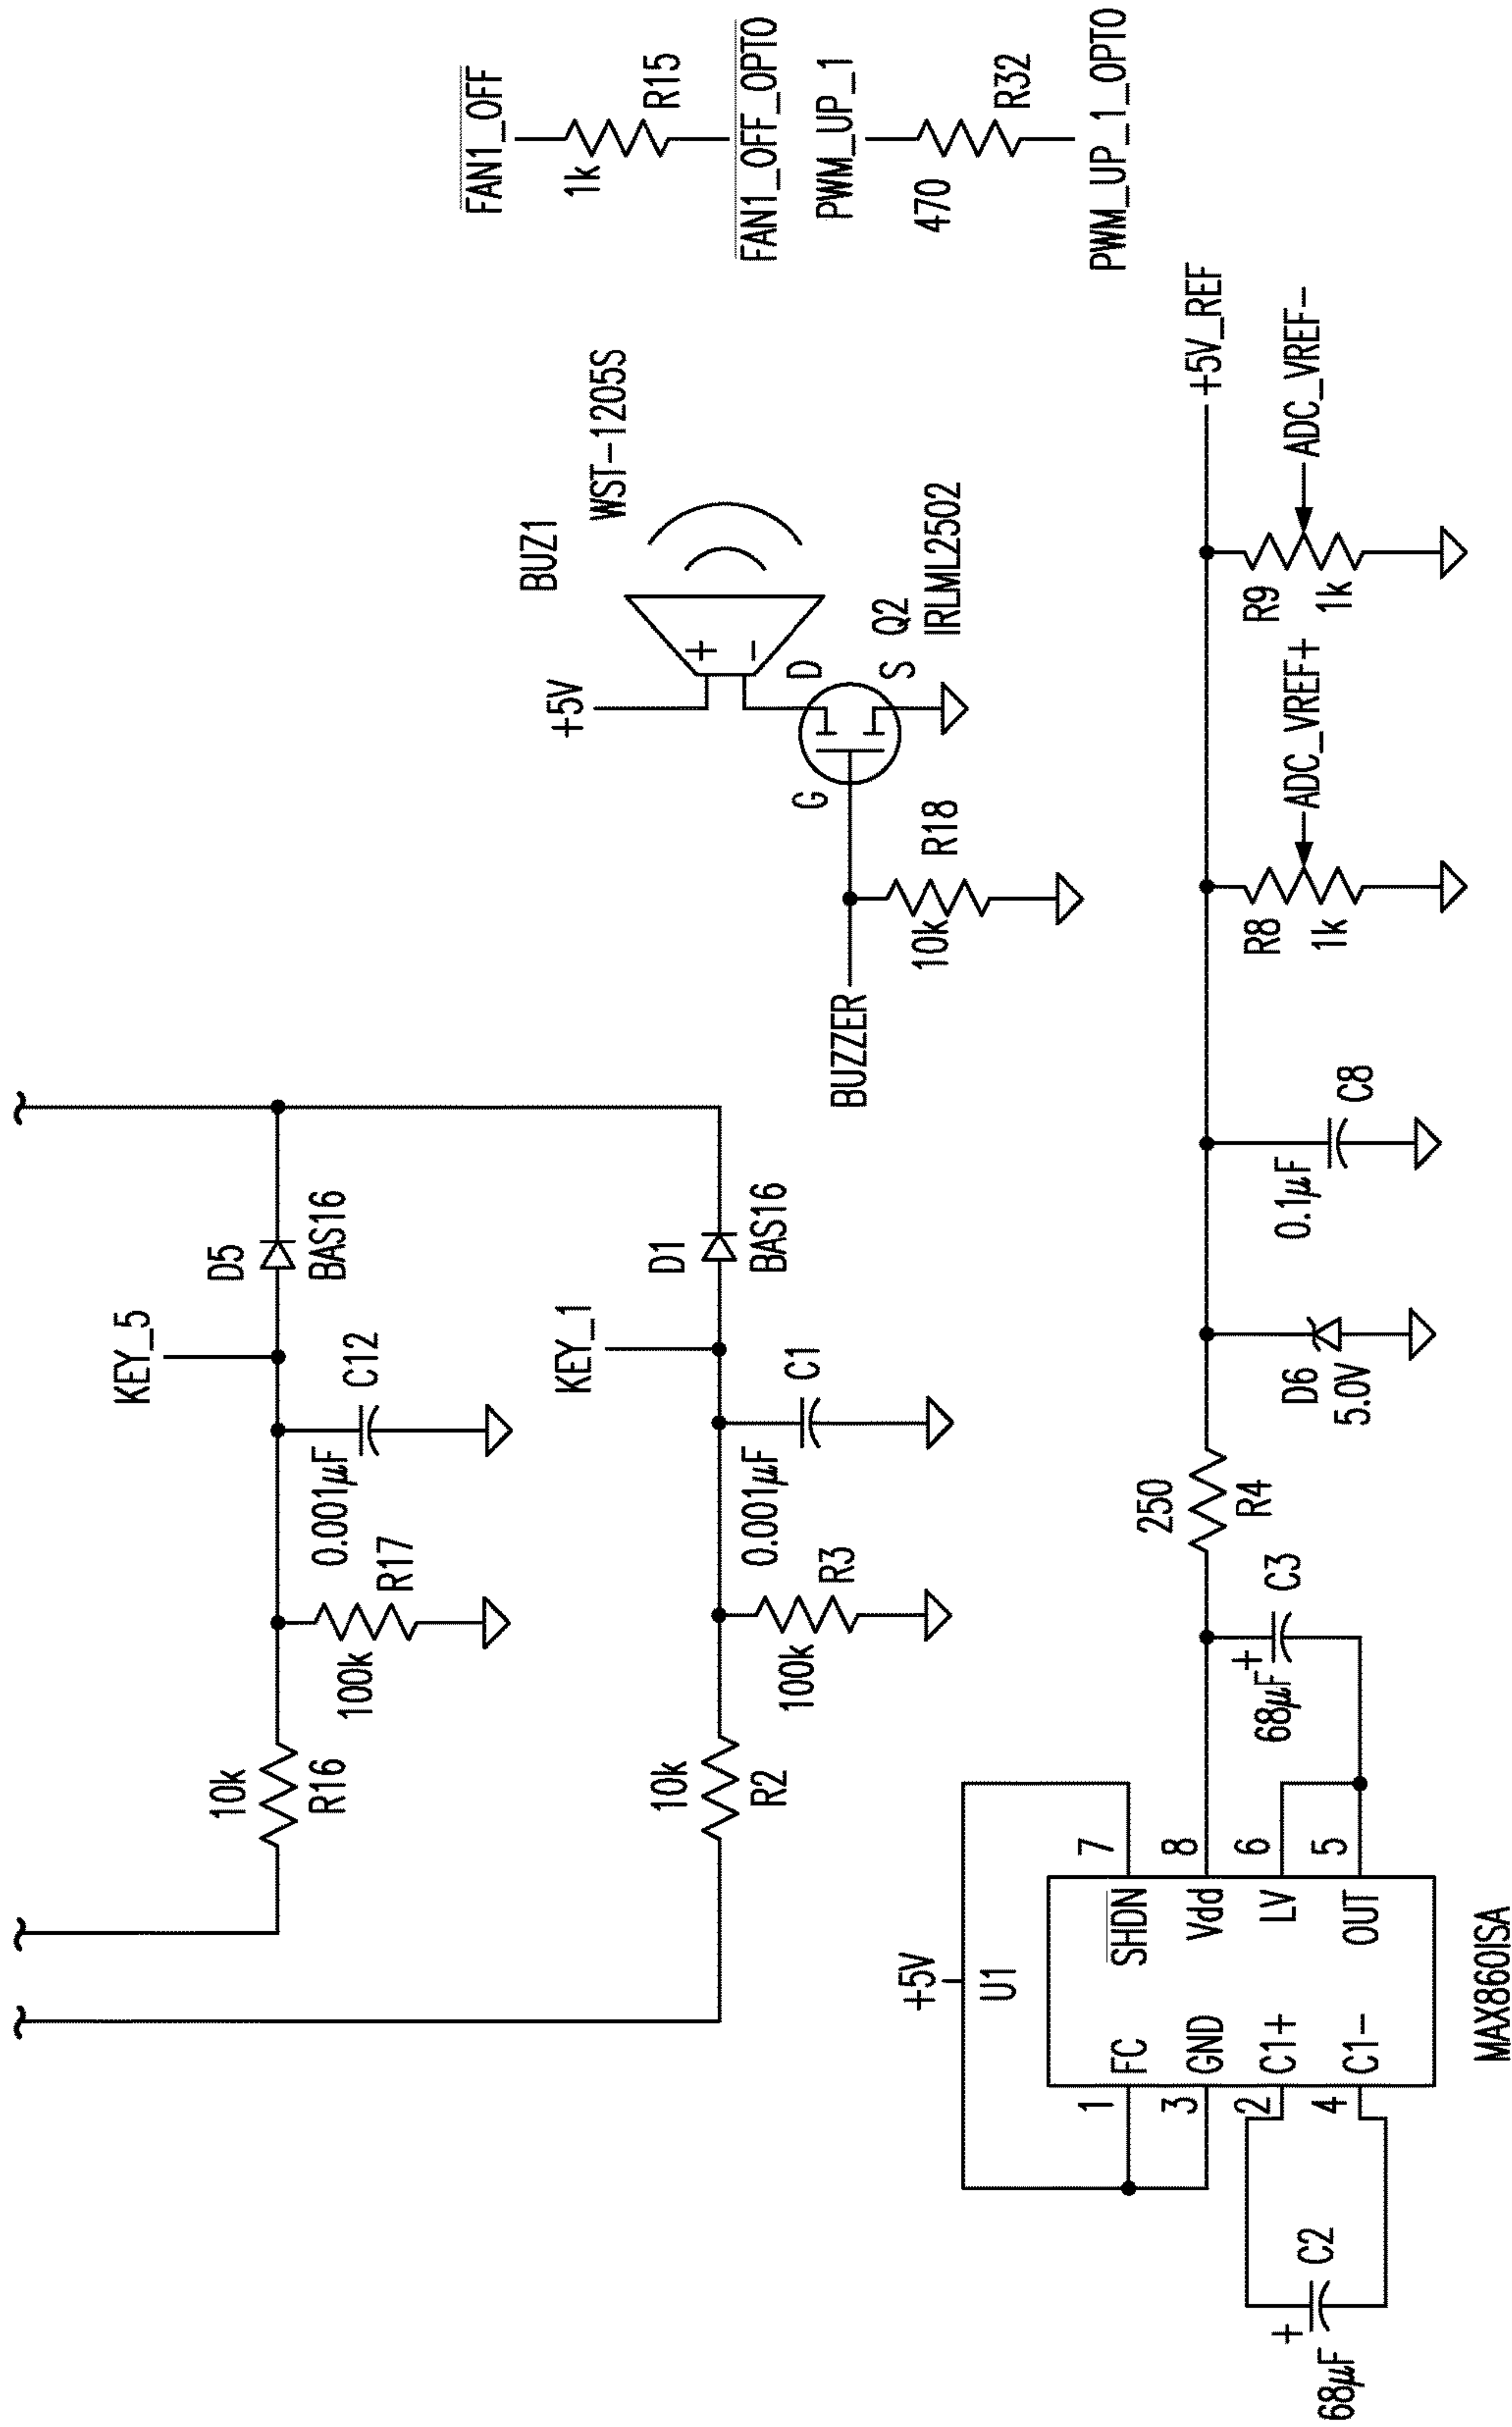 KEY_5
D5
BAS16
C12
0.001μF
R17
100k
10k
R16
KEY_1
D1
BAS16
C1
0.001μF
R3
100k
10k
R2
FAN1_OFF
1k
R15
FAN1_OFF_OPTO
PWM_UP_1
470
R32
PWM_UP_1_OPTO
BUZ1
WST-1205S
+5V
+
-
D
G
S
Q2
IRLML2502
BUZZER
10k
R18
+5V
U1
1
FC
SHDN
7
3
GND
Vdd
8
2
C1+
LV
6
4
C1-
OUT
5
MAX860ISA
+
68μF
C2
+
68μF
C3
250
R4
D6
5.0V
0.1μF
C8
R8
1k
ADC_VREF+
R9
1k
ADC_VREF-
+5V_REF